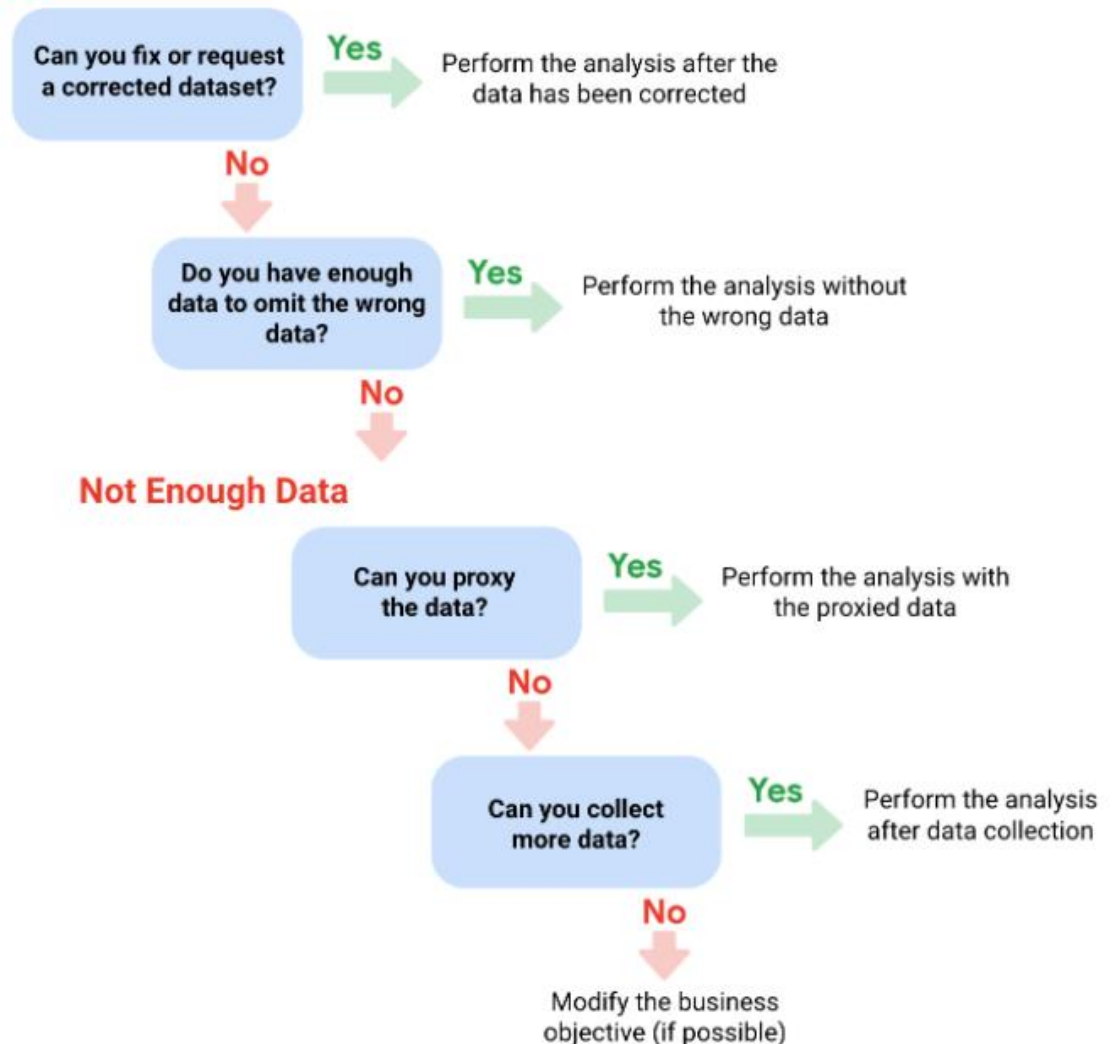 Can you fix or request
a corrected dataset?
Yes
Perform the analysis after the
data has been corrected
No
Do you have enough
data to omit the wrong
data?
Yes
Perform the analysis without
the wrong data
No
Not Enough Data
Can you proxy
the data?
Yes
Perform the analysis with
the proxied data
No
Can you collect
more data?
Yes
Perform the analysis
after data collection
No
Modify the business
objective (if possible)